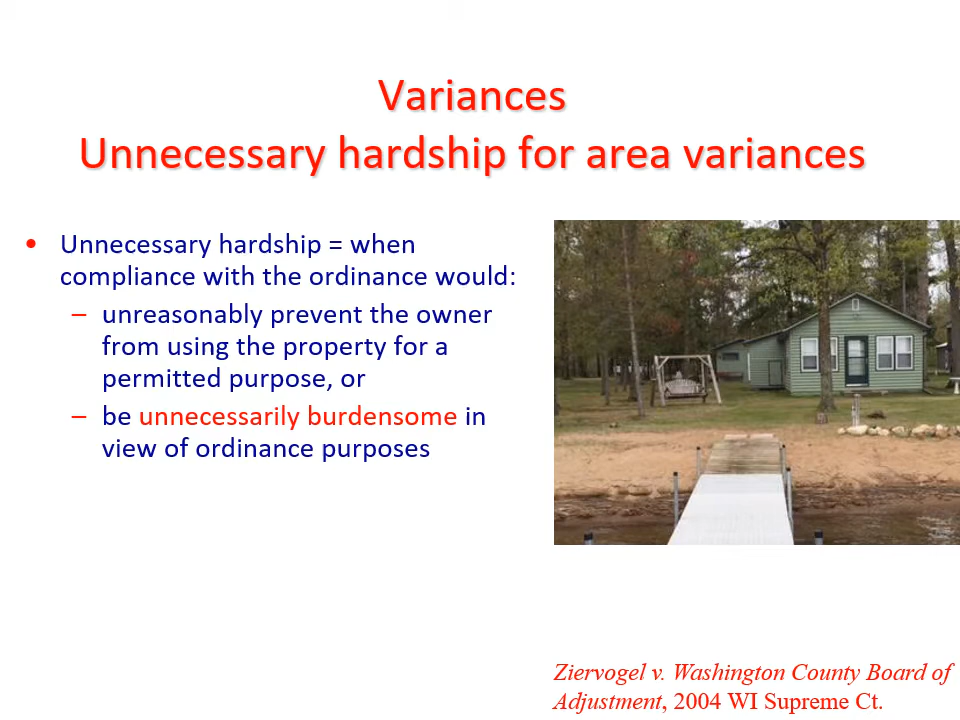 Variances
Unnecessary hardship for area variances
• Unnecessary hardship = when
compliance with the ordinance would:
– unreasonably prevent the owner
from using the property for a
permitted purpose, or
– be unnecessarily burdensome in
view of ordinance purposes
Ziervogel v. Washington County Board of
Adjustment, 2004 WI Supreme Ct.